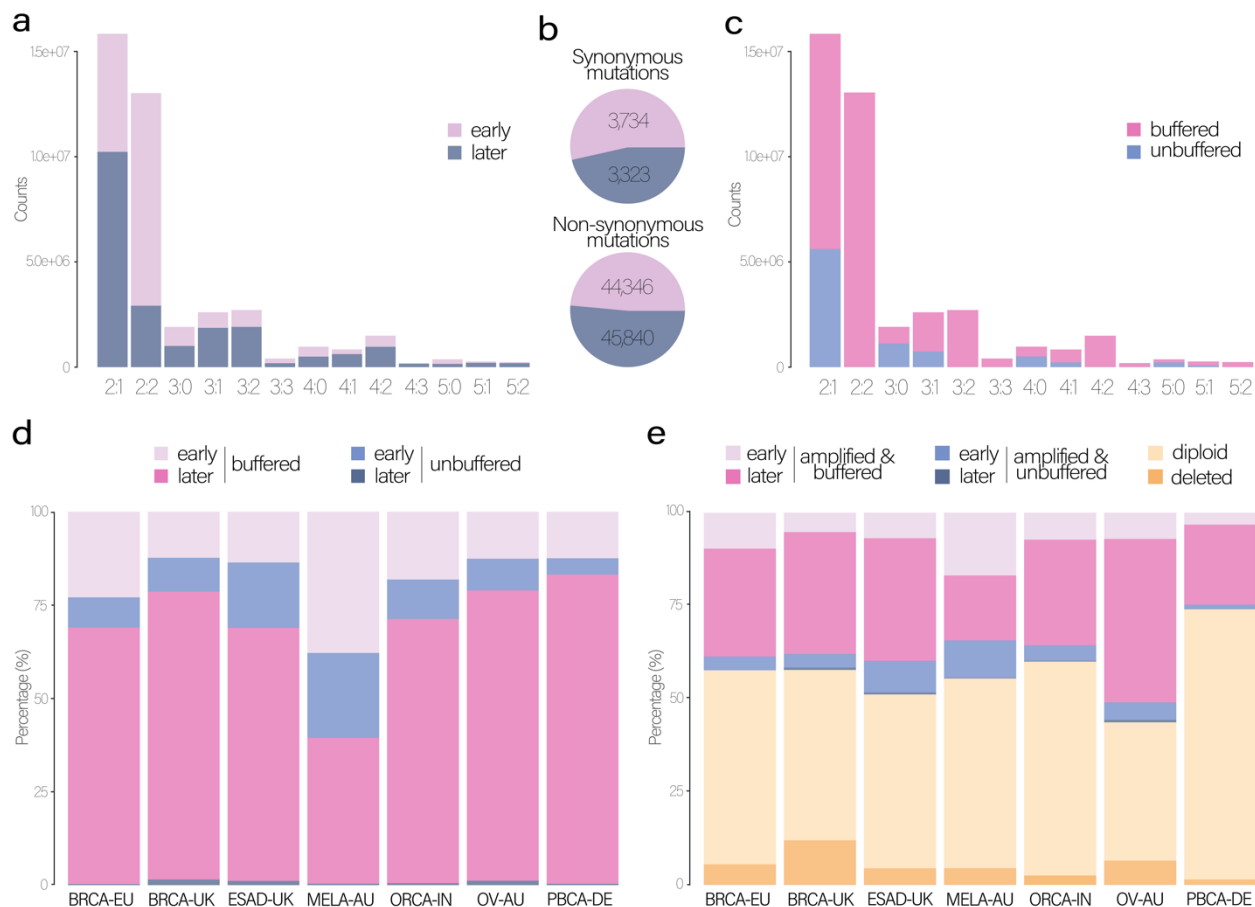 a
1.5e+07
1.0e+07
5.0e+06
0
Counts
early
later
2:1 2:2 3:0 3:1 3:2 3:3 4:0 4:1 4:2 4:3 5:0 5:1 5:2
b
Synonymous
mutations
3,734
3,323
Non-synonymous
mutations
44,346
45,840
c
1.5e+07
1.0e+07
5.0e+06
0
Counts
buffered
unbuffered
2:1 2:2 3:0 3:1 3:2 3:3 4:0 4:1 4:2 4:3 5:0 5:1 5:2
d
early
later
buffered
early
later
unbuffered
100
75
50
25
0
Percentage (%)
BRCA-EU BRCA-UK ESAD-UK MELA-AU ORCA-IN OV-AU PBCA-DE
e
early
later
amplified &
buffered
early
later
amplified &
unbuffered
diploid
deleted
100
75
50
25
0
Percentage (%)
BRCA-EU BRCA-UK ESAD-UK MELA-AU ORCA-IN OV-AU PBCA-DE